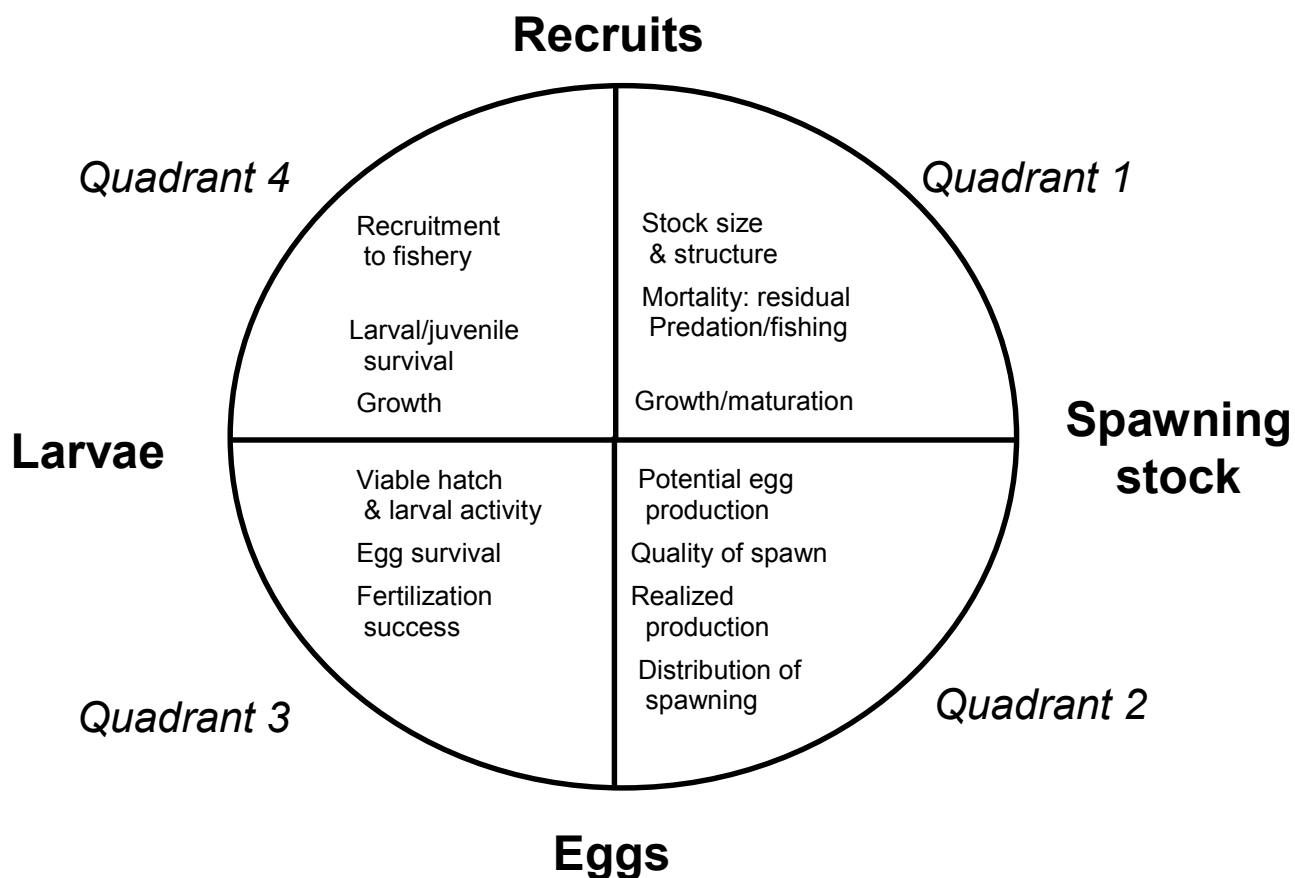 Recruits
Quadrant 4
Quadrant 1
Recruitment
to fishery
Larval/juvenile
survival
Growth
Stock size
& structure
Mortality: residual
Predation/fishing
Growth/maturation
Larvae
Spawning
stock
Viable hatch
& larval activity
Egg survival
Fertilization
success
Potential egg
production
Quality of spawn
Realized
production
Distribution of
spawning
Quadrant 3
Quadrant 2
Eggs